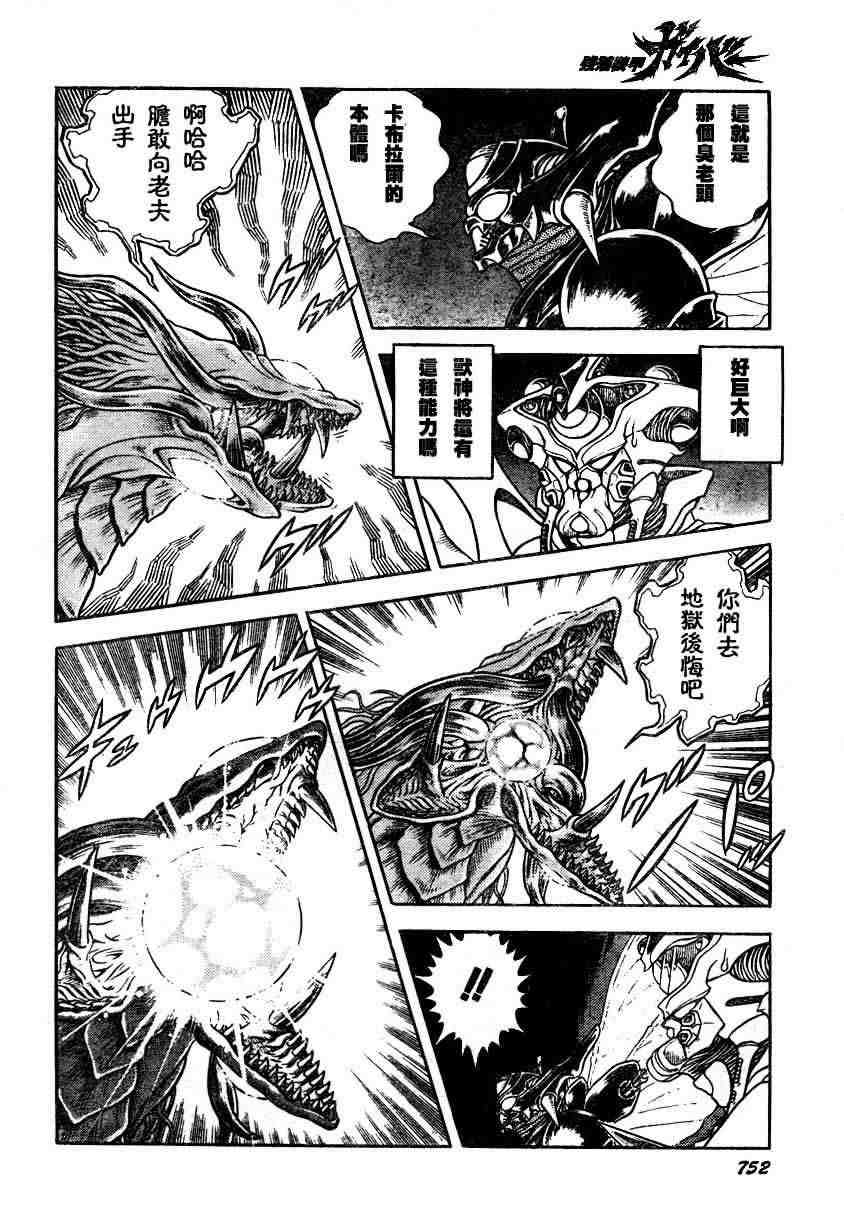 強殖裝甲
ガイバー
這就是
那個臭老頭
卡布拉爾的
本體嗎
啊哈哈
膽敢向老夫
出手
好巨大啊
獸神將還有
這種能力嗎
你們去
地獄後悔吧
!!
752